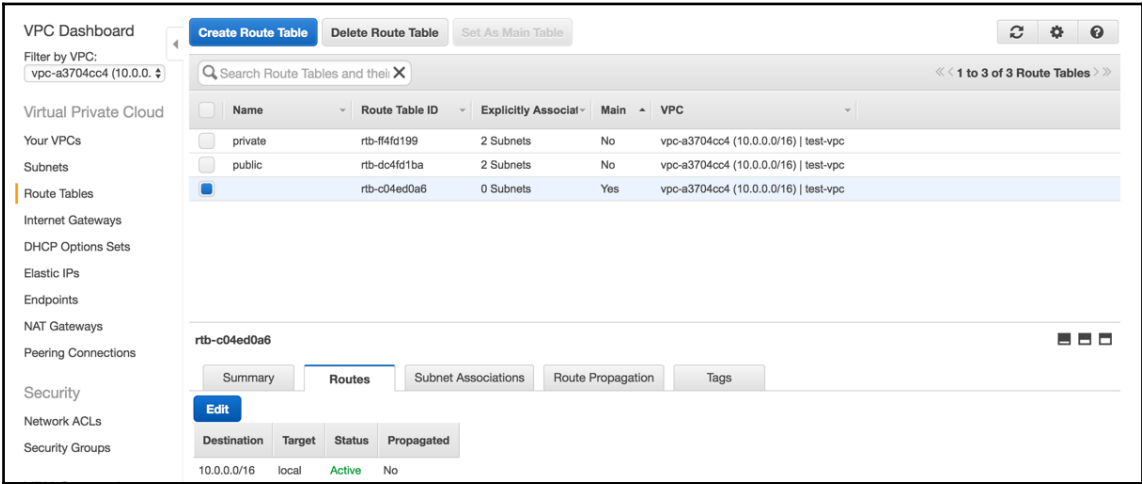 VPC Dashboard
Filter by VPC:
vpc-a3704cc4 (10.0.0.
Virtual Private Cloud
Your VPCs
Subnets
Route Tables
Internet Gateways
DHCP Options Sets
Elastic IPs
Endpoints
NAT Gateways
Peering Connections
Security
Network ACLs
Security Groups
Create Route Table Delete Route Table Set As Main Table
Search Route Tables and thei X 1 to 3 of 3 Route Tables
Name Route Table ID Explicitly Associat Main VPC
private rtb-ff4fd199 2 Subnets No vpc-a3704cc4 (10.0.0.0/16) | test-vpc
public rtb-dc4fd1ba 2 Subnets No vpc-a3704cc4 (10.0.0.0/16) | test-vpc
rtb-c04ed0a6 0 Subnets Yes vpc-a3704cc4 (10.0.0.0/16) | test-vpc
rtb-c04ed0a6
Summary Routes Subnet Associations Route Propagation Tags
Edit
Destination Target Status Propagated
10.0.0.0/16 local Active No